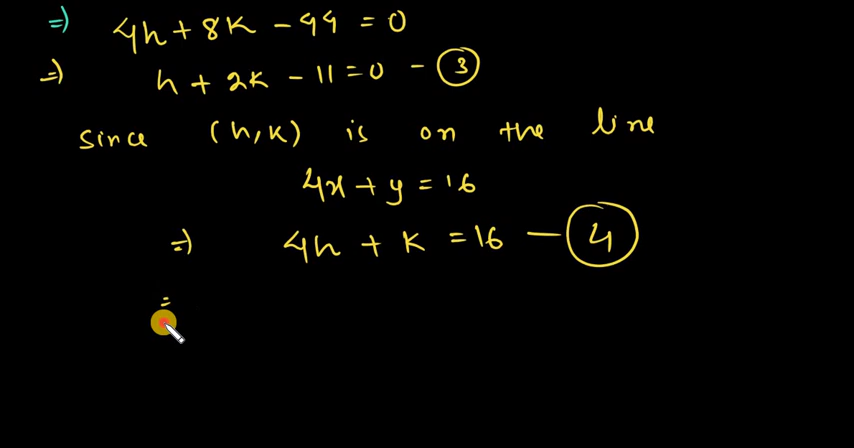 ⇒ 4h + 8k - 44 = 0
⇒ h + 2k - 11 = 0 - ③
Since (h,k) is on the line
4x + y = 16
⇒ 4h + k = 16 — ④
=